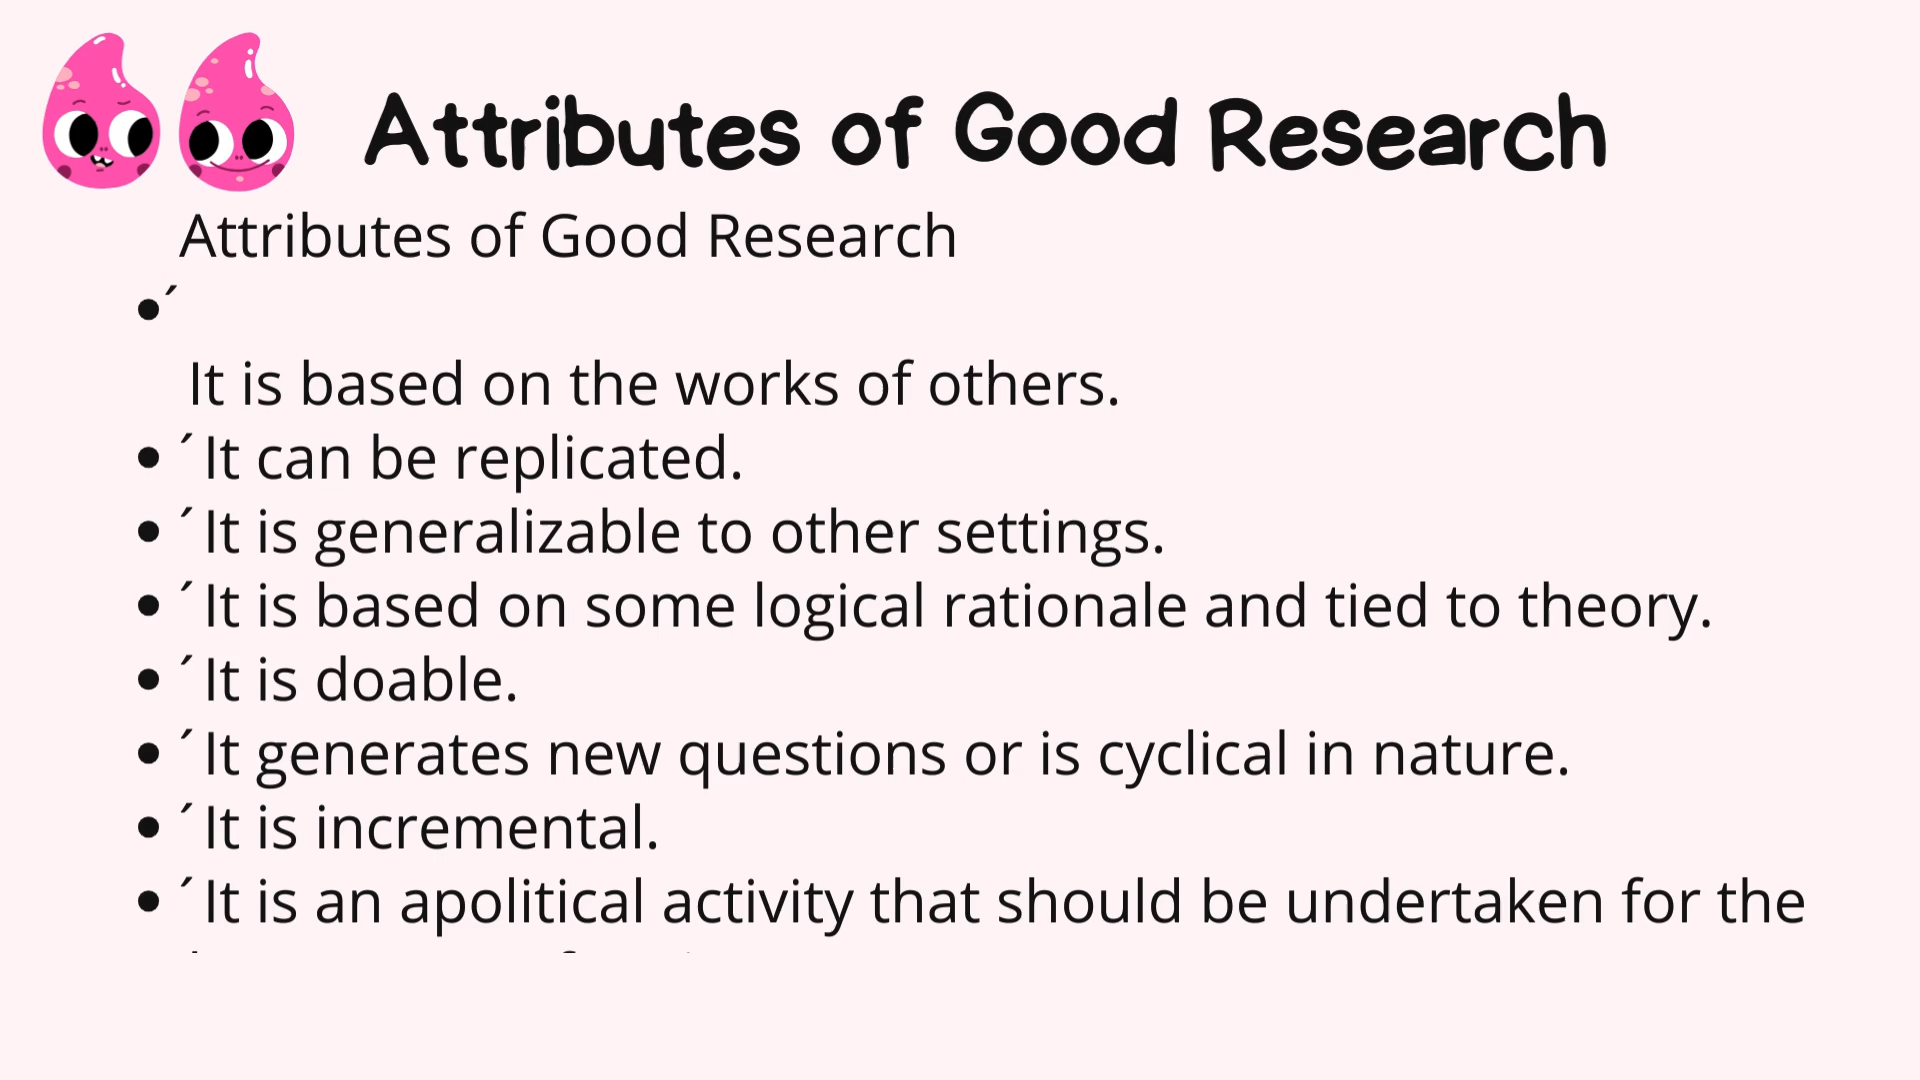 Attributes of Good Research
Attributes of Good Research
• ´
It is based on the works of others.
• ´It can be replicated.
• ´It is generalizable to other settings.
• ´It is based on some logical rationale and tied to theory.
• ´It is doable.
• ´It generates new questions or is cyclical in nature.
• ´It is incremental.
• ´It is an apolitical activity that should be undertaken for the